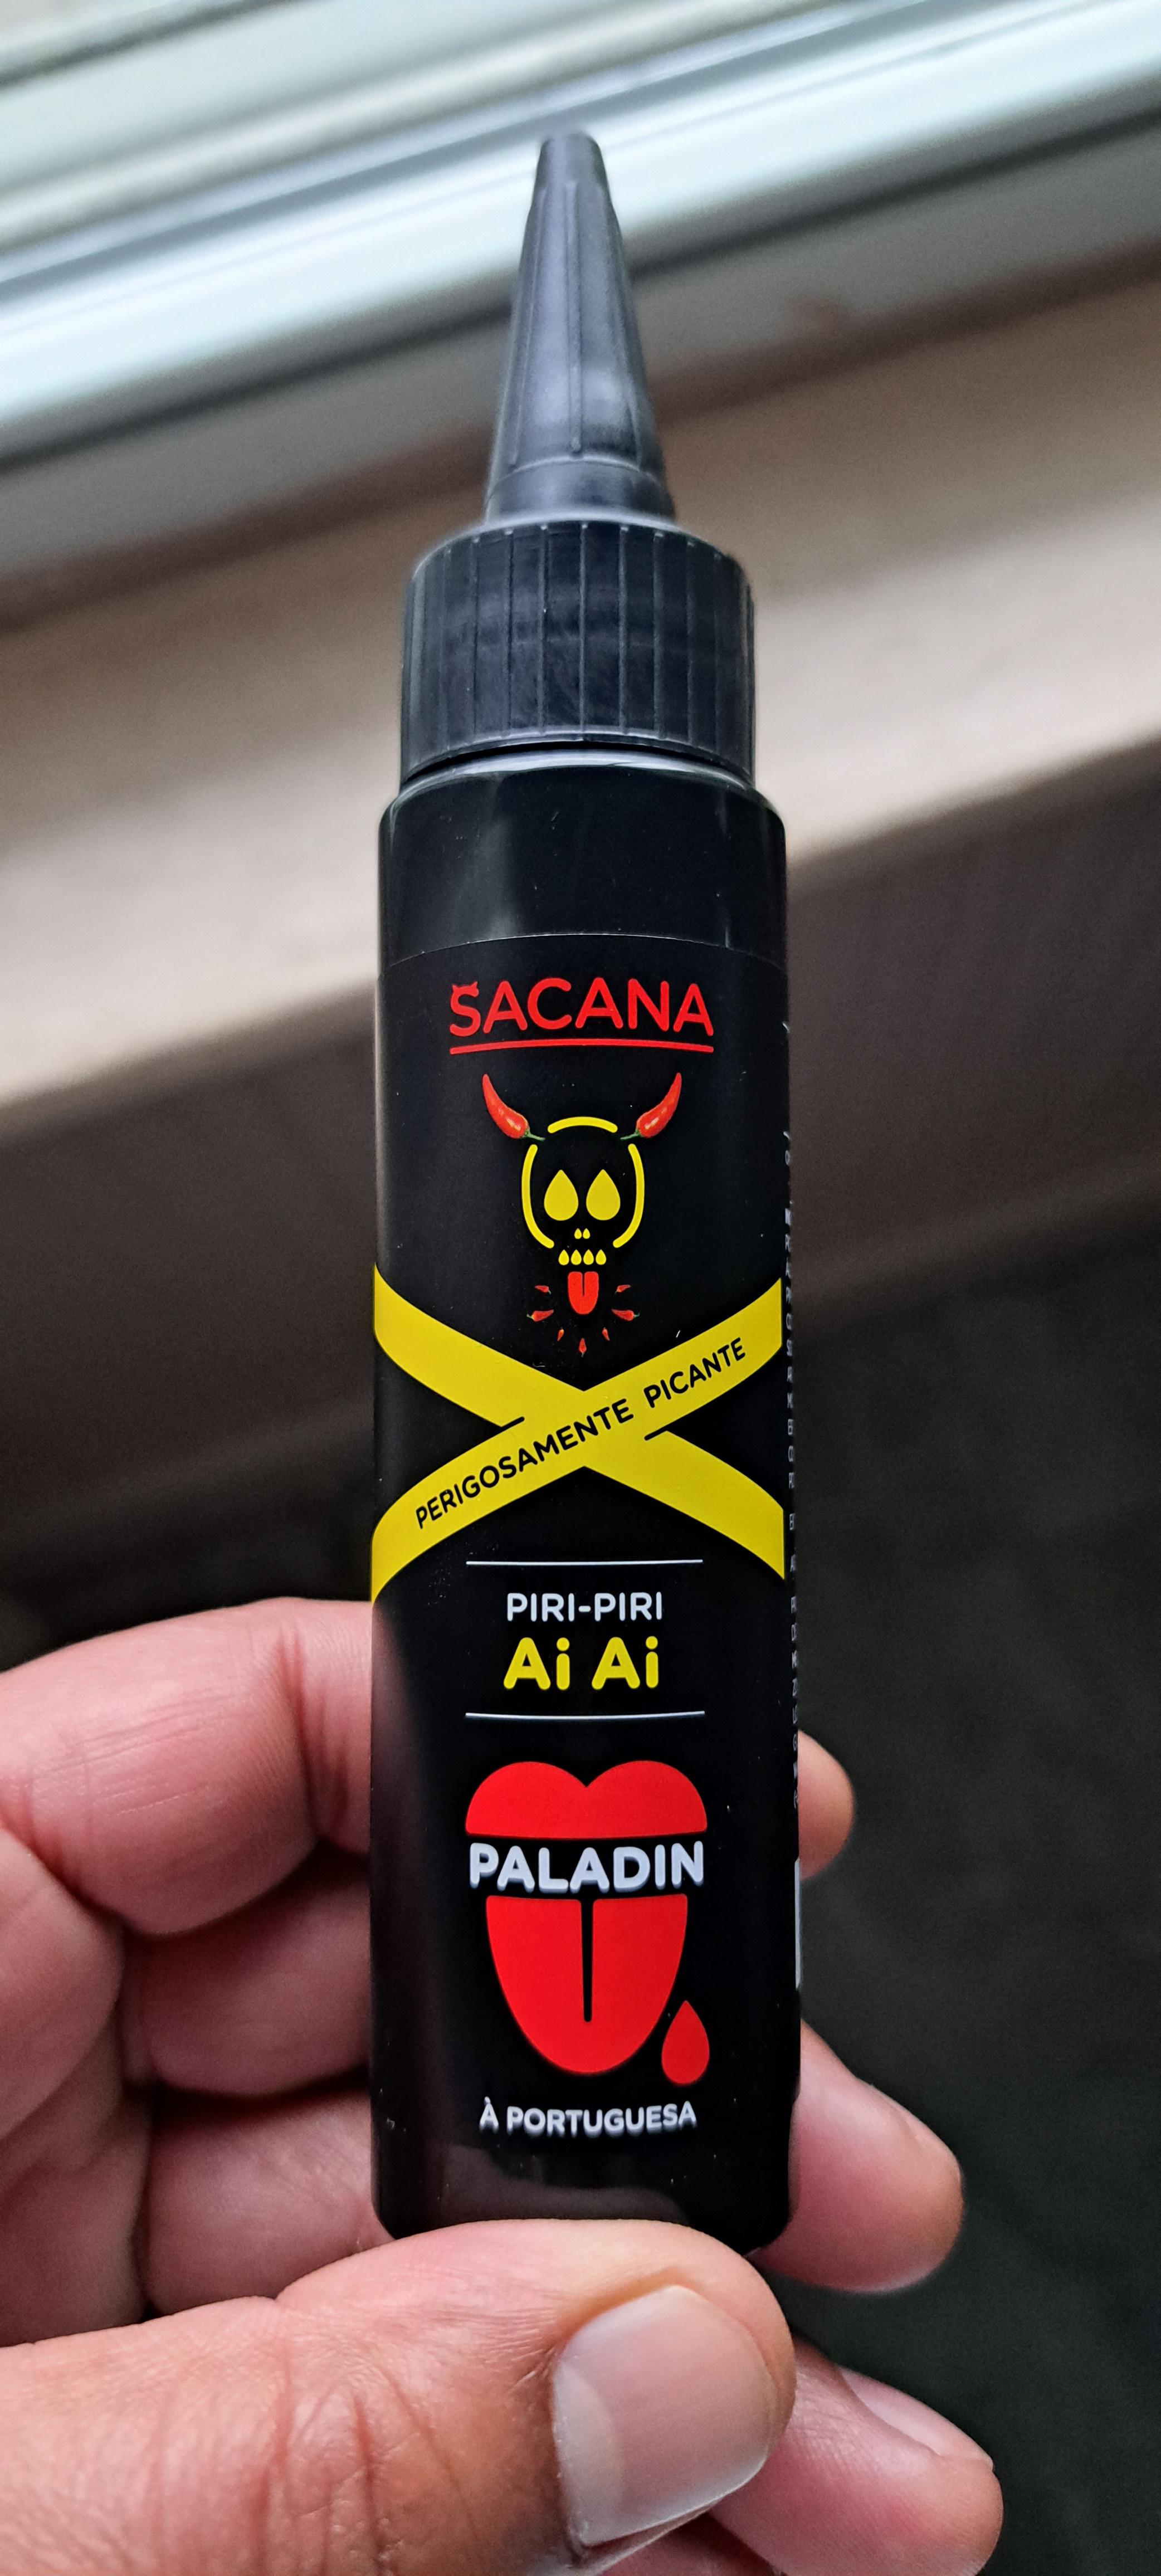 SACANA
PERIGOSAMENTE PICANTE
PIRI-PIRI
Ai Ai
PALADIN
À PORTUGUESA